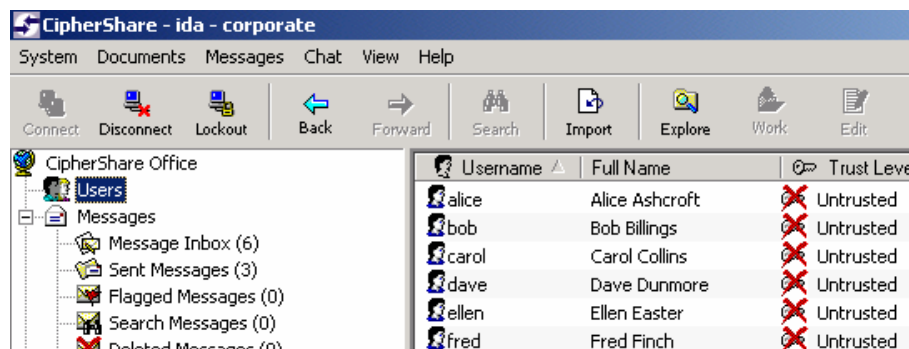 CipherShare - ida - corporate
System Documents Messages Chat View Help
Connect Disconnect Lockout Back Forward Search Import Explore Work Edit
CipherShare Office
Users
Messages
Message Inbox (6)
Sent Messages (3)
Flagged Messages (0)
Search Messages (0)
Deleted Messages (0)
Username Full Name Trust Leve
alice Alice Ashcroft Untrusted
bob Bob Billings Untrusted
carol Carol Collins Untrusted
dave Dave Dunmore Untrusted
ellen Ellen Easter Untrusted
fred Fred Finch Untrusted